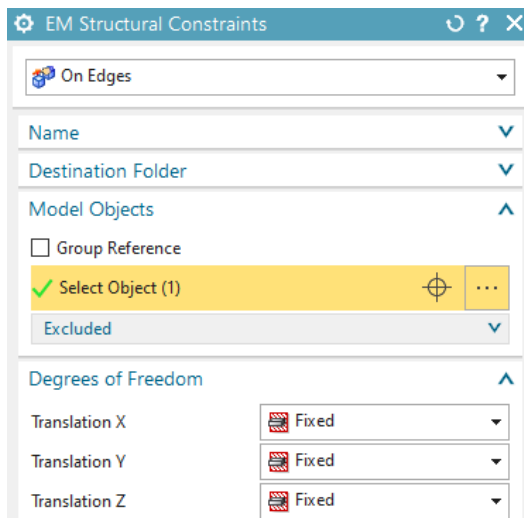 EM Structural Constraints ?
On Edges
Name
Destination Folder
Model Objects
Group Reference
Select Object (1) ...
Excluded
Degrees of Freedom
Translation X Fixed
Translation Y Fixed
Translation Z Fixed